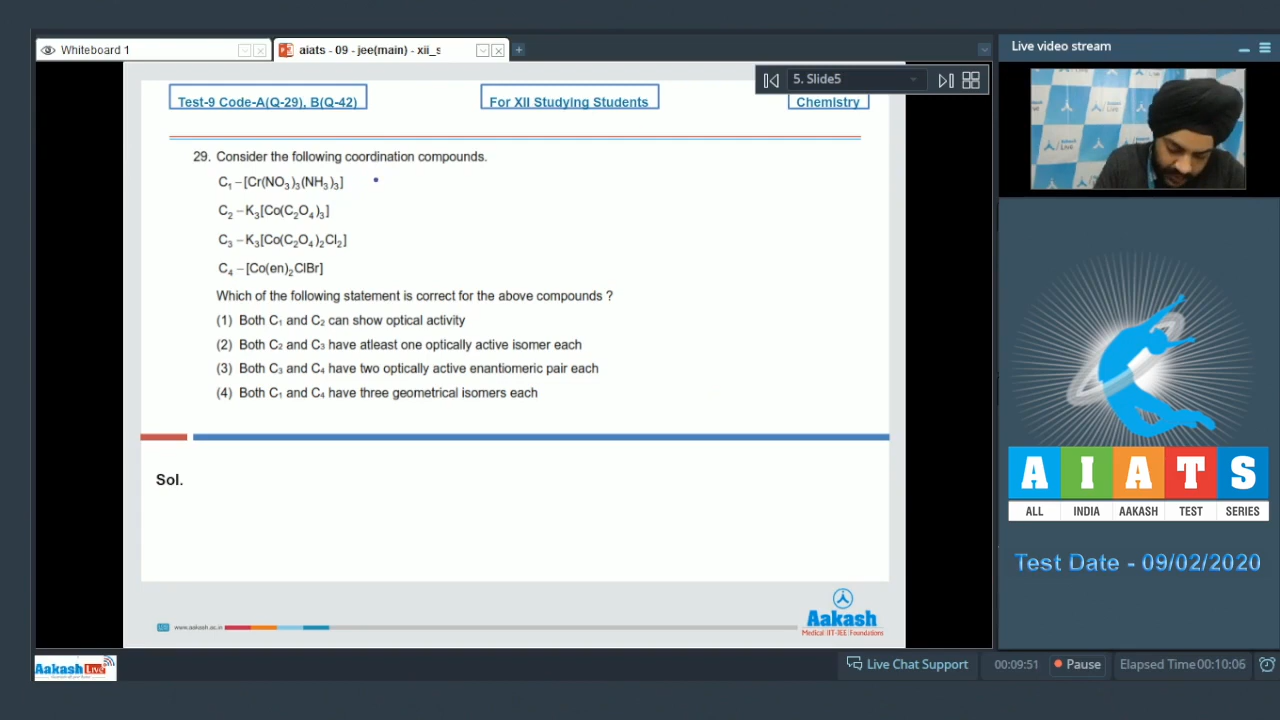 Whiteboard 1
aiats - 09 - jee(main) - xii_s
Live video stream
5. Slide5
Test-9 Code-A(Q-29), B(Q-42)
For XII Studying Students
Chemistry
29. Consider the following coordination compounds.
C₁ – [Cr(NO₃)₃(NH₃)₃]
C₂ – K₃[Co(C₂O₄)₃]
C₃ – K₃[Co(C₂O₄)₂Cl₂]
C₄ – [Co(en)₂ClBr]
Which of the following statement is correct for the above compounds ?
(1) Both C₁ and C₂ can show optical activity
(2) Both C₂ and C₃ have atleast one optically active isomer each
(3) Both C₃ and C₄ have two optically active enantiomeric pair each
(4) Both C₁ and C₄ have three geometrical isomers each
Sol.
www.aakash.ac.in
Aakash
Medical|IIT-JEE|Foundations
A I A T S
ALL INDIA AAKASH TEST SERIES
Test Date - 09/02/2020
Aakash Live
Live Chat Support
00:09:51
Pause
Elapsed Time 00:10:06